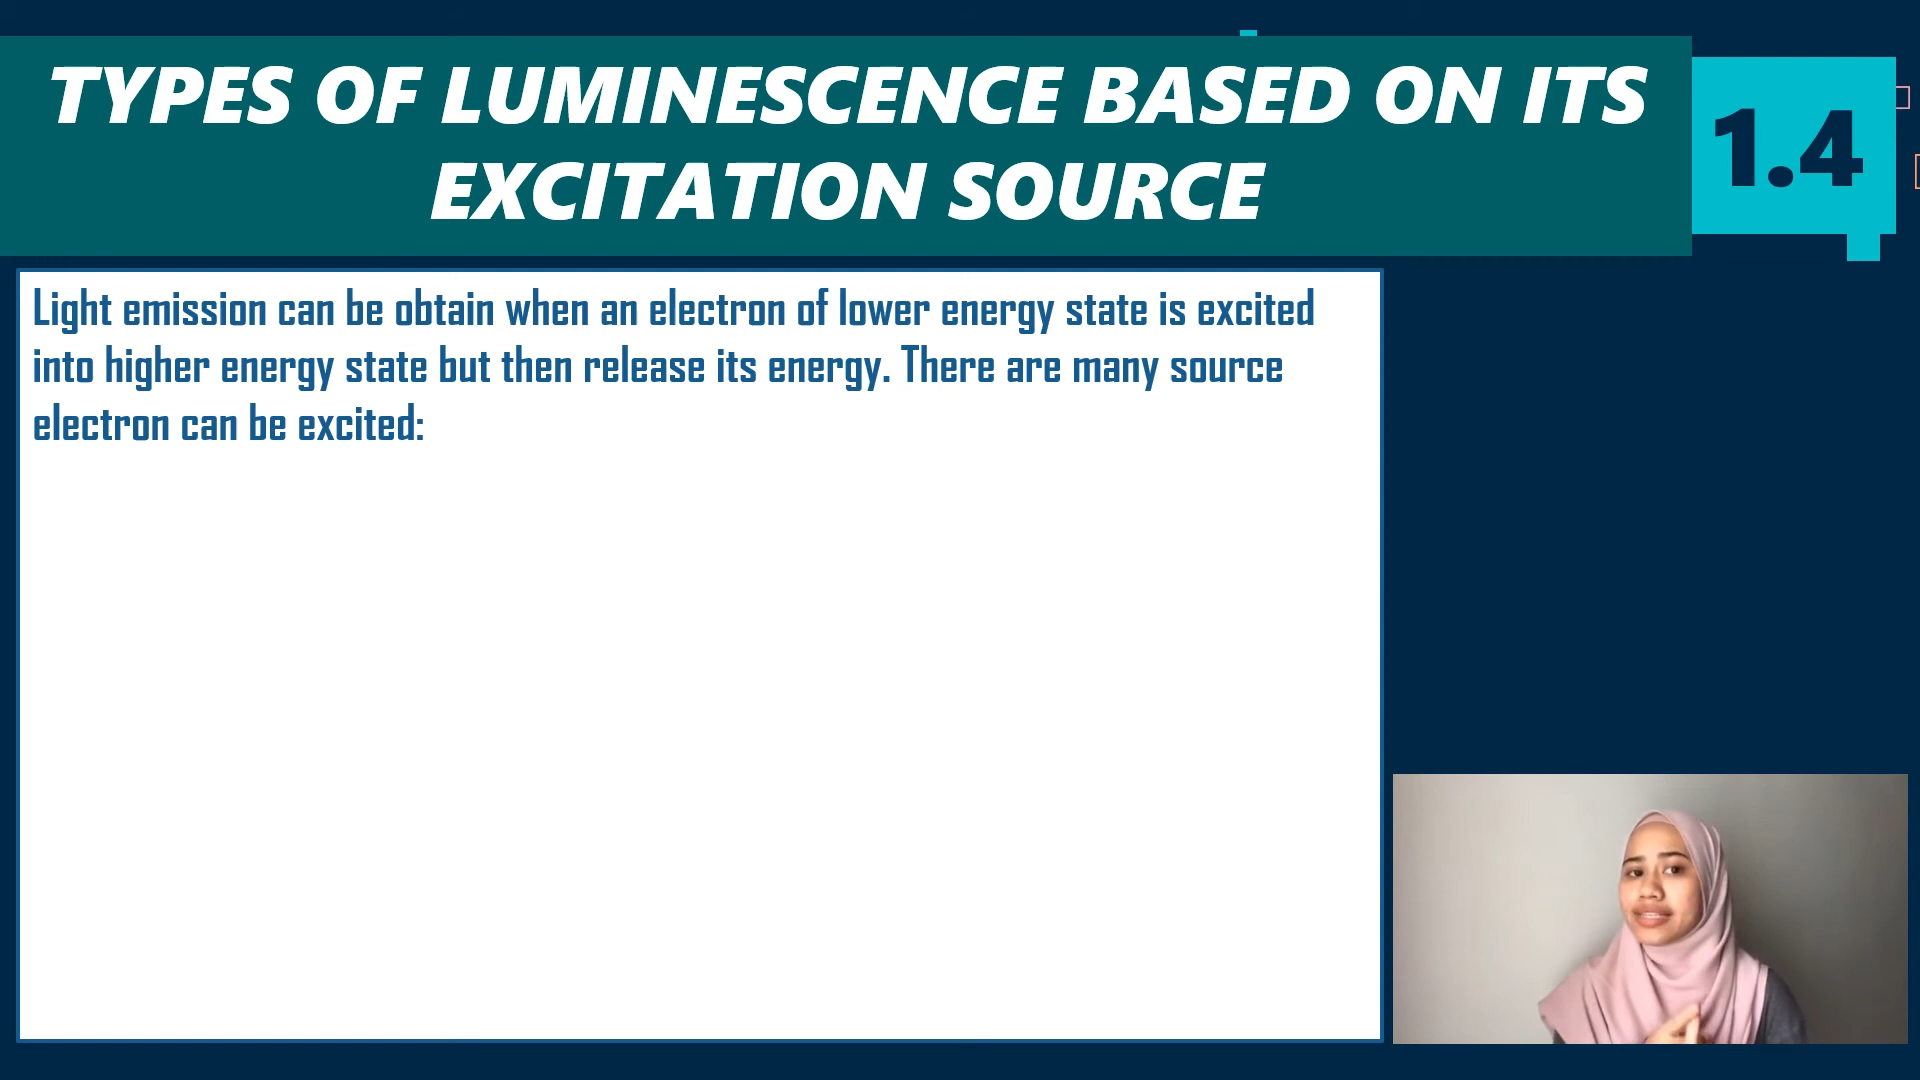 TYPES OF LUMINESCENCE BASED ON ITS
EXCITATION SOURCE
1.4
Light emission can be obtain when an electron of lower energy state is excited
into higher energy state but then release its energy. There are many source
electron can be excited: